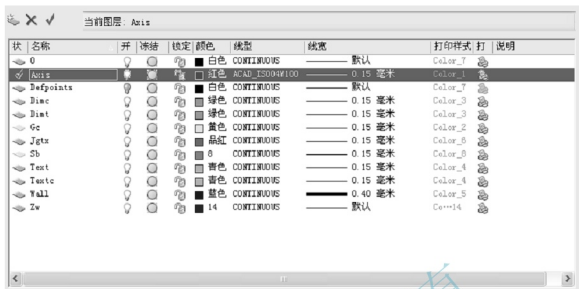 当前图层: Axis
状 名称 开 冻结 锁定 颜色 线型 线宽 打印样式 打 说明
0 白色 CONTINUOUS 默认 Color_7
Axis 红色 ACAD_ISO04W100 0.15 毫米 Color_1
Defpoints 白色 CONTINUOUS 默认 Color_7
Dimc 绿色 CONTINUOUS 0.15 毫米 Color_3
Dimt 绿色 CONTINUOUS 0.15 毫米 Color_3
Gc 黄色 CONTINUOUS 0.15 毫米 Color_2
Jgtx 品红 CONTINUOUS 0.15 毫米 Color_6
Sb 8 CONTINUOUS 0.15 毫米 Color_8
Text 青色 CONTINUOUS 0.15 毫米 Color_4
Textc 青色 CONTINUOUS 0.15 毫米 Color_4
Wall 蓝色 CONTINUOUS 0.40 毫米 Color_5
Zw 14 CONTINUOUS 默认 Co…14